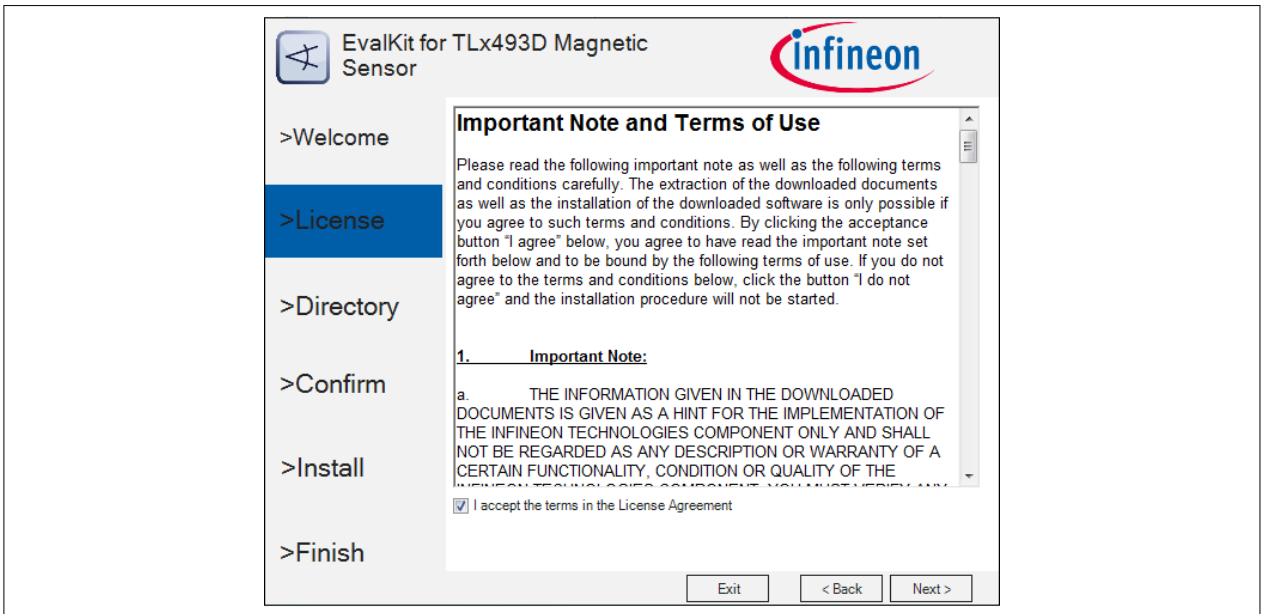 EvalKit for TLx493D Magnetic
Sensor
infineon
>Welcome
>License
>Directory
>Confirm
>Install
>Finish
Important Note and Terms of Use
Please read the following important note as well as the following terms
and conditions carefully. The extraction of the downloaded documents
as well as the installation of the downloaded software is only possible if
you agree to such terms and conditions. By clicking the acceptance
button “I agree” below, you agree to have read the important note set
forth below and to be bound by the following terms of use. If you do not
agree to the terms and conditions below, click the button “I do not
agree” and the installation procedure will not be started.
1. Important Note:
a. THE INFORMATION GIVEN IN THE DOWNLOADED
DOCUMENTS IS GIVEN AS A HINT FOR THE IMPLEMENTATION OF
THE INFINEON TECHNOLOGIES COMPONENT ONLY AND SHALL
NOT BE REGARDED AS ANY DESCRIPTION OR WARRANTY OF A
CERTAIN FUNCTIONALITY, CONDITION OR QUALITY OF THE
INFINEON TECHNOLOGIES COMPONENT. YOU MUST VERIFY ANY
I accept the terms in the License Agreement
Exit
< Back
Next >